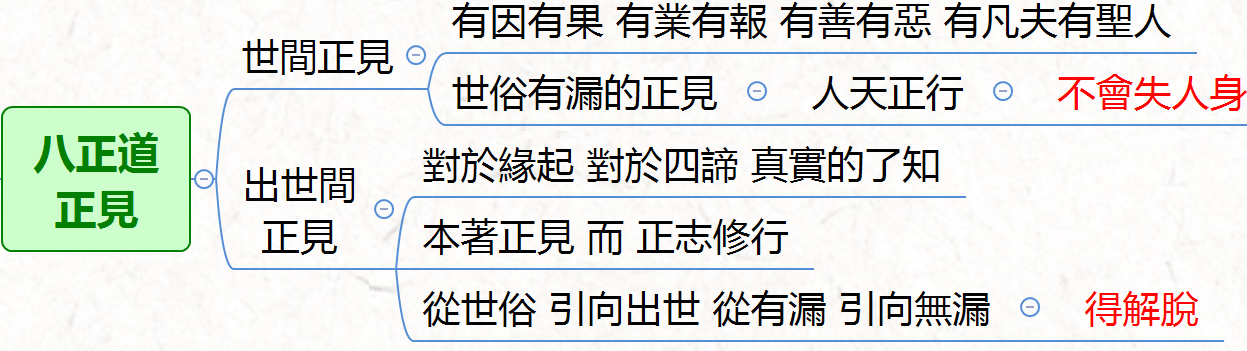 八正道
正見
世間正見
有因有果 有業有報 有善有惡 有凡夫有聖人
世俗有漏的正見 人天正行 不會失人身
出世間
正見
對於緣起 對於四諦 真實的了知
本著正見 而 正志修行
從世俗 引向出世 從有漏 引向無漏 得解脫